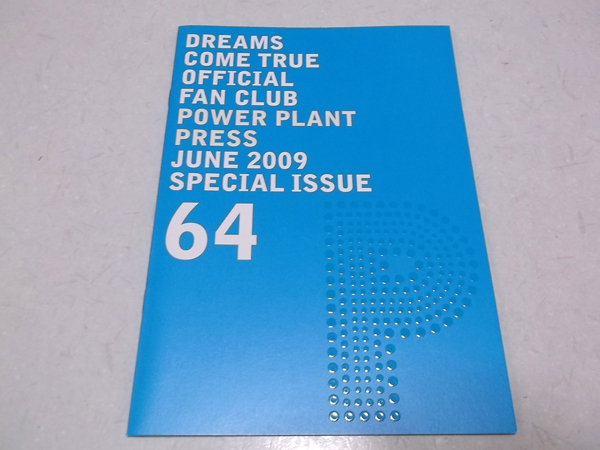 DREAMS
COME TRUE
OFFICIAL
FAN CLUB
POWER PLANT
PRESS
JUNE 2009
SPECIAL ISSUE
64
P